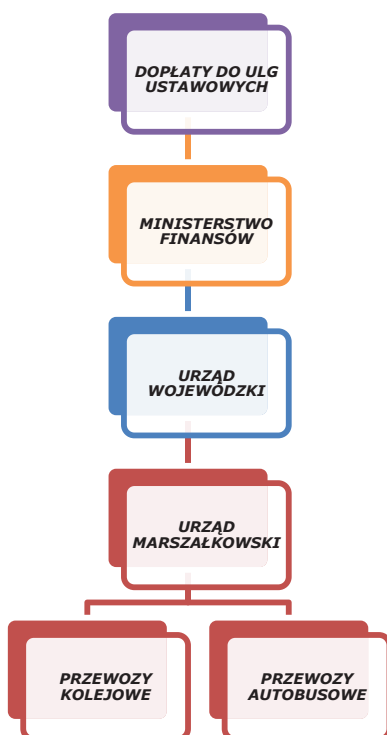 DOPŁATY DO ULG
USTAWOWYCH
MINISTERSTWO
FINANSÓW
URZĄD
WOJEWÓDZKI
URZĄD
MARSZAŁKOWSKI
PRZEWOZY
KOLEJOWE
PRZEWOZY
AUTOBUSOWE